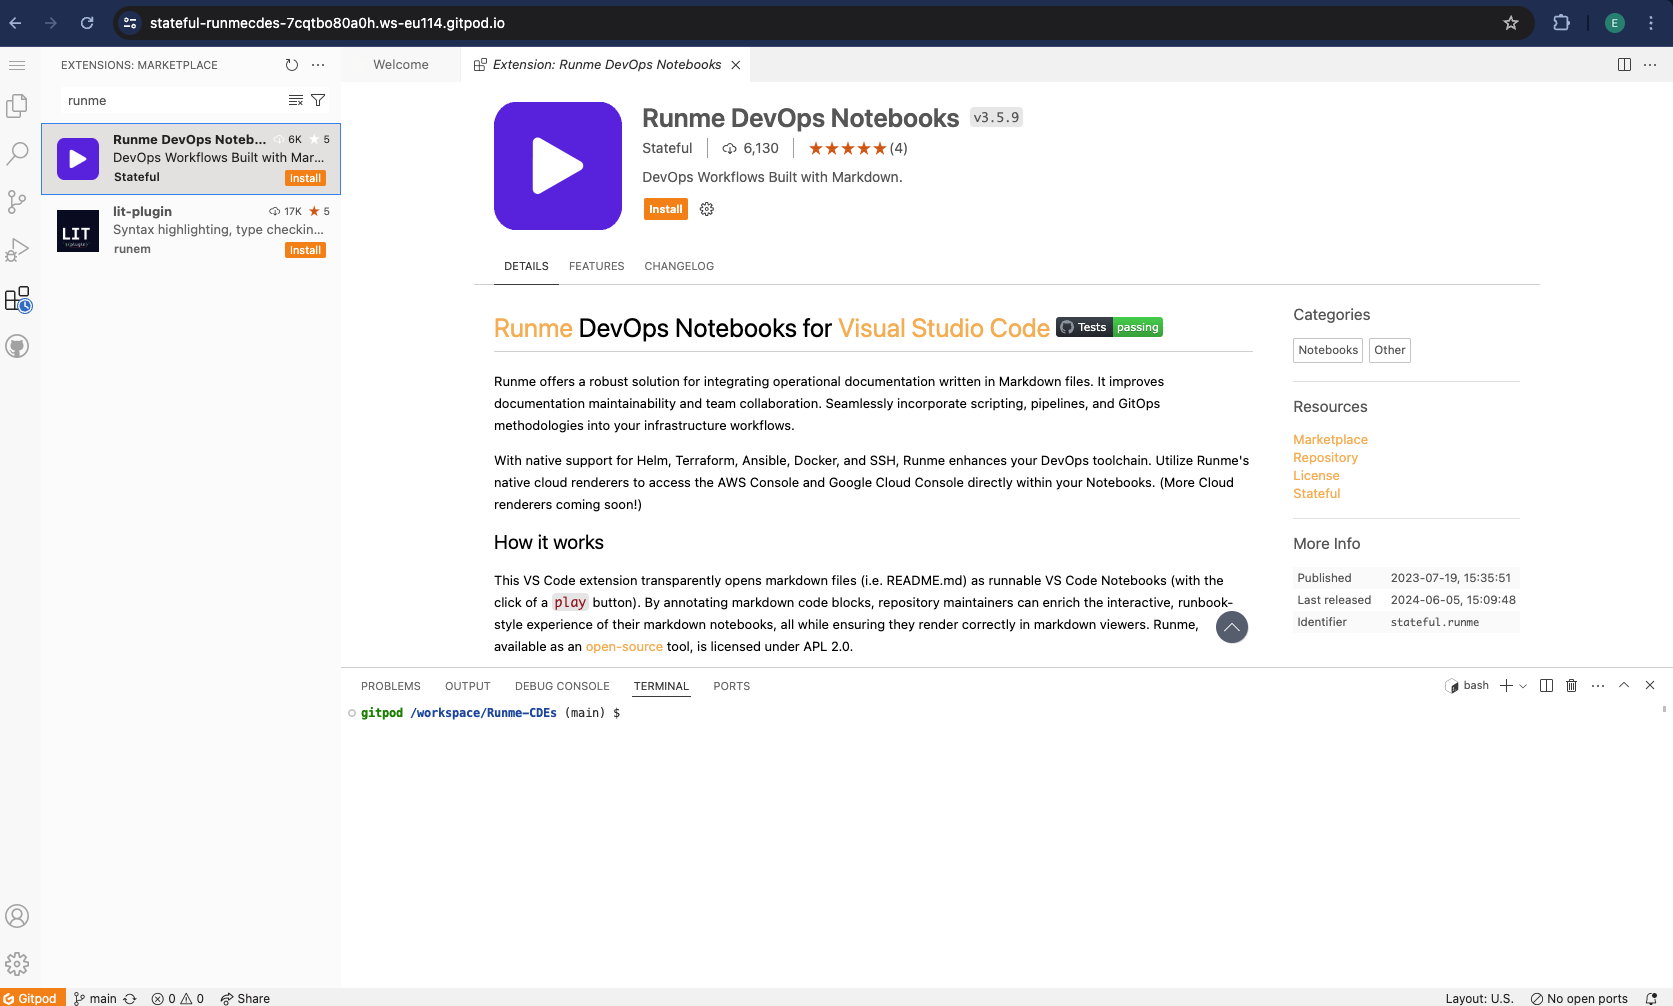 stateful-runmecdes-7cqtbo80a0h.ws-eu114.gitpod.io
E
EXTENSIONS: MARKETPLACE
runme
Runme DevOps Noteb... 6K 5
DevOps Workflows Built with Mar...
Stateful Install
LIT
lit-plugin 17K 5
Syntax highlighting, type checkin...
runem Install
Welcome
Extension: Runme DevOps Notebooks
Runme DevOps Notebooks v3.5.9
Stateful 6,130 (4)
DevOps Workflows Built with Markdown.
Install
DETAILS FEATURES CHANGELOG
Runme DevOps Notebooks for Visual Studio Code Tests passing
Runme offers a robust solution for integrating operational documentation written in Markdown files. It improves
documentation maintainability and team collaboration. Seamlessly incorporate scripting, pipelines, and GitOps
methodologies into your infrastructure workflows.
With native support for Helm, Terraform, Ansible, Docker, and SSH, Runme enhances your DevOps toolchain. Utilize Runme's
native cloud renderers to access the AWS Console and Google Cloud Console directly within your Notebooks. (More Cloud
renderers coming soon!)
How it works
This VS Code extension transparently opens markdown files (i.e. README.md) as runnable VS Code Notebooks (with the
click of a play button). By annotating markdown code blocks, repository maintainers can enrich the interactive, runbook-
style experience of their markdown notebooks, all while ensuring they render correctly in markdown viewers. Runme,
available as an open-source tool, is licensed under APL 2.0.
Categories
Notebooks Other
Resources
Marketplace
Repository
License
Stateful
More Info
Published 2023-07-19, 15:35:51
Last released 2024-06-05, 15:09:48
Identifier stateful.runme
PROBLEMS OUTPUT DEBUG CONSOLE TERMINAL PORTS
bash
gitpod /workspace/Runme-CDEs (main) $
Gitpod main 0 0 Share
Layout: U.S. No open ports